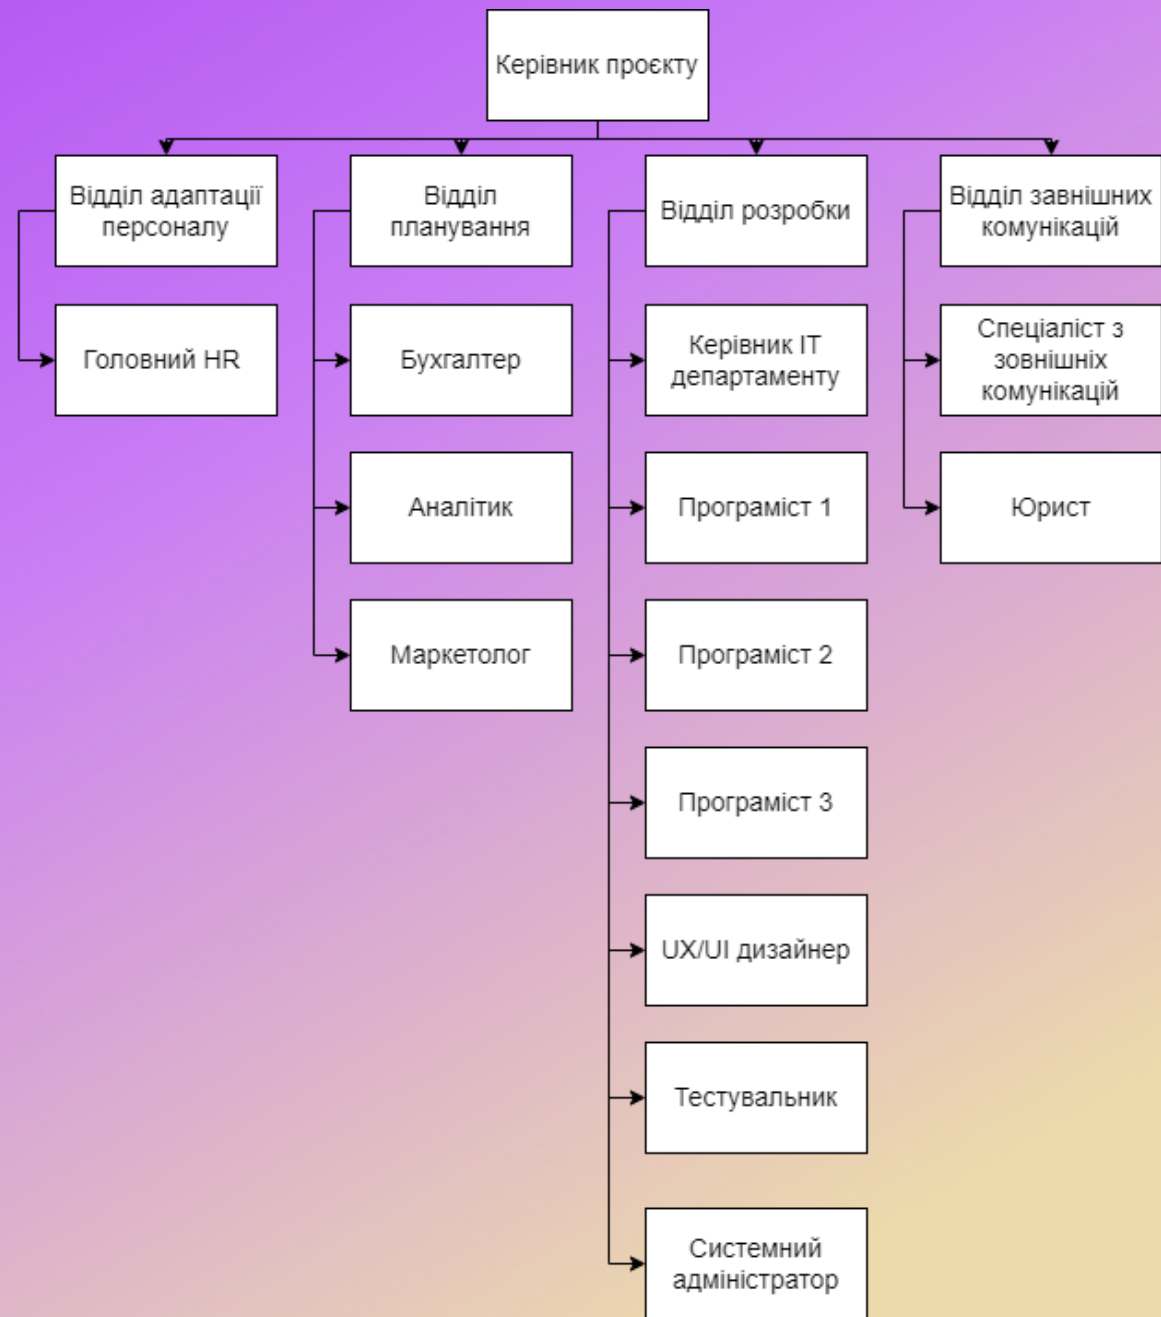 Керівник проєкту
Відділ адаптації
персоналу
Відділ
планування
Відділ розробки
Відділ завнішних
комунікацій
Головний HR
Бухгалтер
Керівник ІТ
департаменту
Спеціаліст з
зовнішніх
комунікацій
Аналітик
Програміст 1
Юрист
Маркетолог
Програміст 2
Програміст 3
UX/UI дизайнер
Тестувальник
Системний
адміністратор